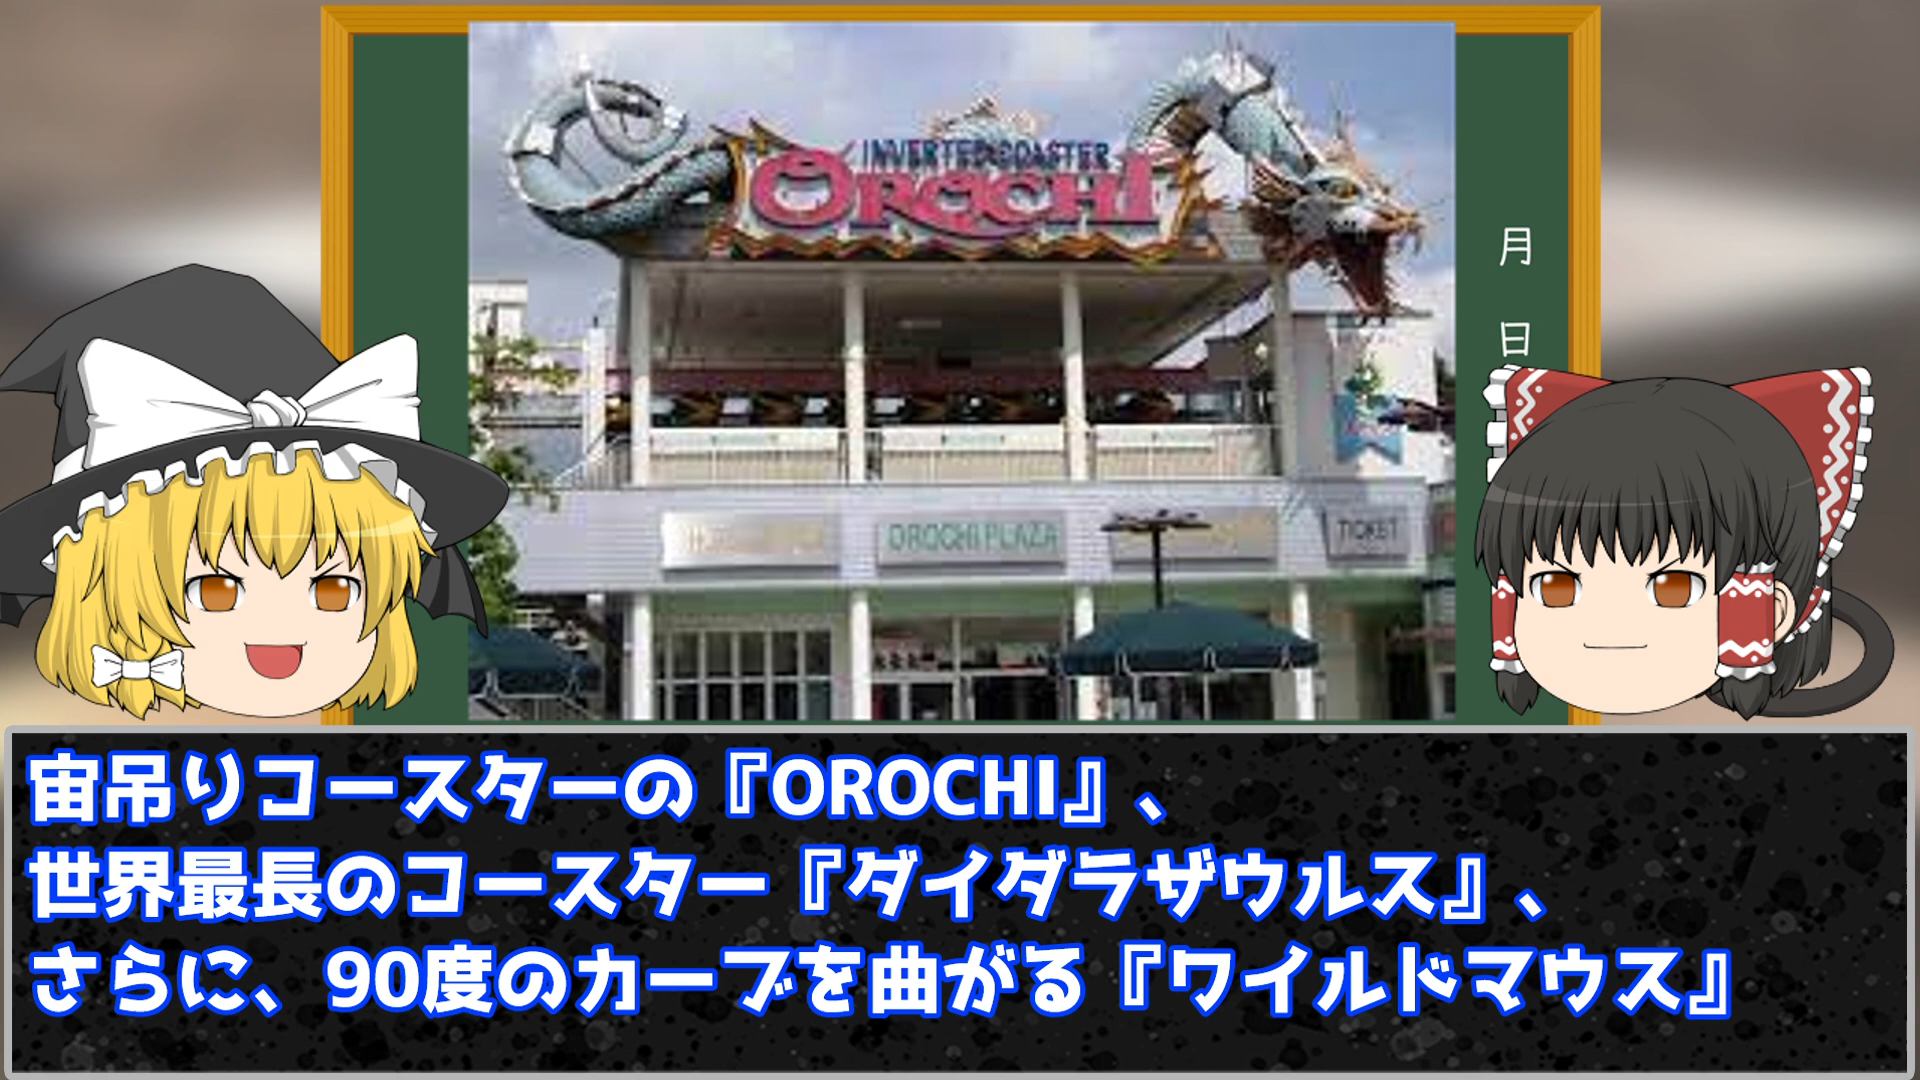 INVERTED COASTER
OROCHI
月
日
OROCHI PLAZA
TICKET
宙吊りコースターの『OROCHI』、
世界最長のコースター『ダイダラザウルス』、
さらに、90度のカーブを曲がる『ワイルドマウス』